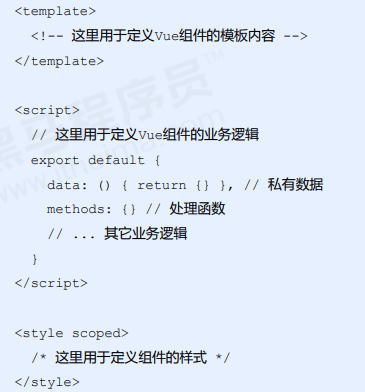 <template>
<!-- 这里用于定义Vue组件的模板内容 -->
</template>
<script>
// 这里用于定义Vue组件的业务逻辑
export default {
data: () { return {} }, // 私有数据
methods: {} // 处理函数
// ... 其它业务逻辑
}
</script>
<style scoped>
/* 这里用于定义组件的样式 */
</style>